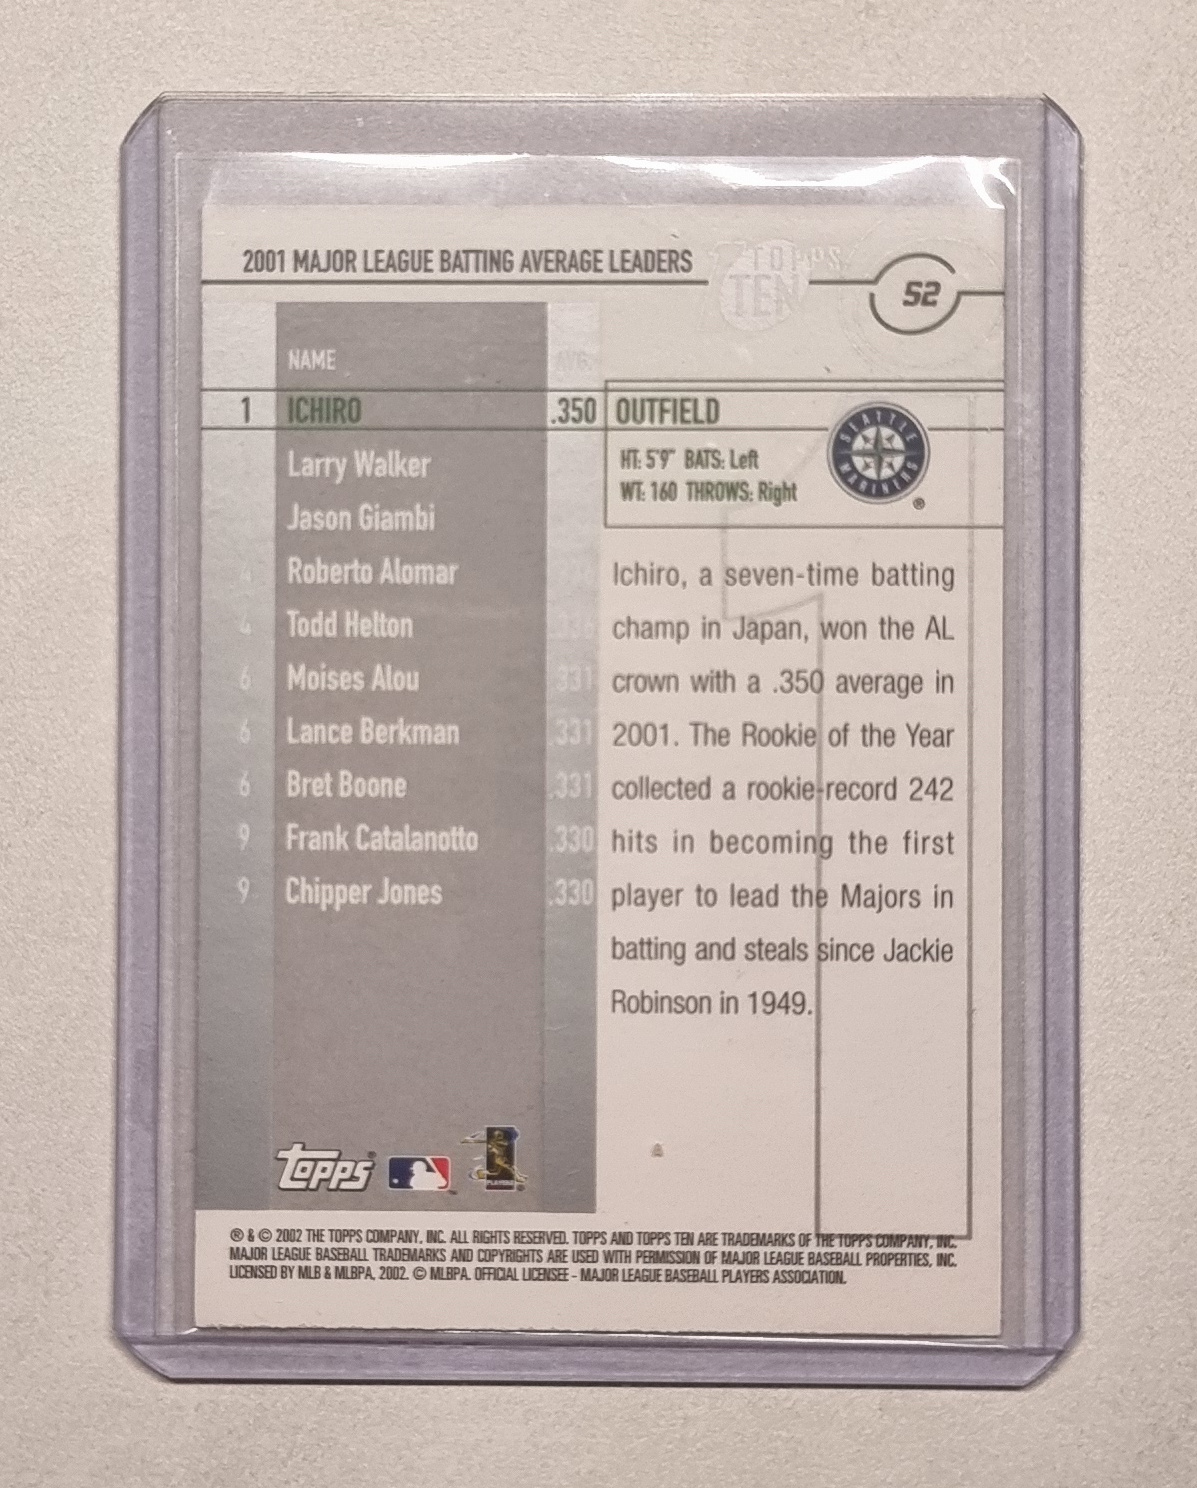 2001 MAJOR LEAGUE BATTING AVERAGE LEADERS
TOPPS
TEN
52
NAME
AVG.
1 ICHIRO .350
Larry Walker
Jason Giambi
4 Roberto Alomar
4 Todd Helton .336
6 Moises Alou .331
6 Lance Berkman .331
6 Bret Boone .331
9 Frank Catalanotto .330
9 Chipper Jones .330
OUTFIELD
HT: 5'9" BATS: Left
WT: 160 THROWS: Right
SEATTLE
MARINERS
®
Ichiro, a seven-time batting
champ in Japan, won the AL
crown with a .350 average in
2001. The Rookie of the Year
collected a rookie-record 242
hits in becoming the first
player to lead the Majors in
batting and steals since Jackie
Robinson in 1949.
TOPPS®
PLAYERS
® & © 2002 THE TOPPS COMPANY, INC. ALL RIGHTS RESERVED. TOPPS AND TOPPS TEN ARE TRADEMARKS OF THE TOPPS COMPANY, INC.
MAJOR LEAGUE BASEBALL TRADEMARKS AND COPYRIGHTS ARE USED WITH PERMISSION OF MAJOR LEAGUE BASEBALL PROPERTIES, INC.
LICENSED BY MLB & MLBPA, 2002. © MLBPA. OFFICIAL LICENSEE - MAJOR LEAGUE BASEBALL PLAYERS ASSOCIATION.